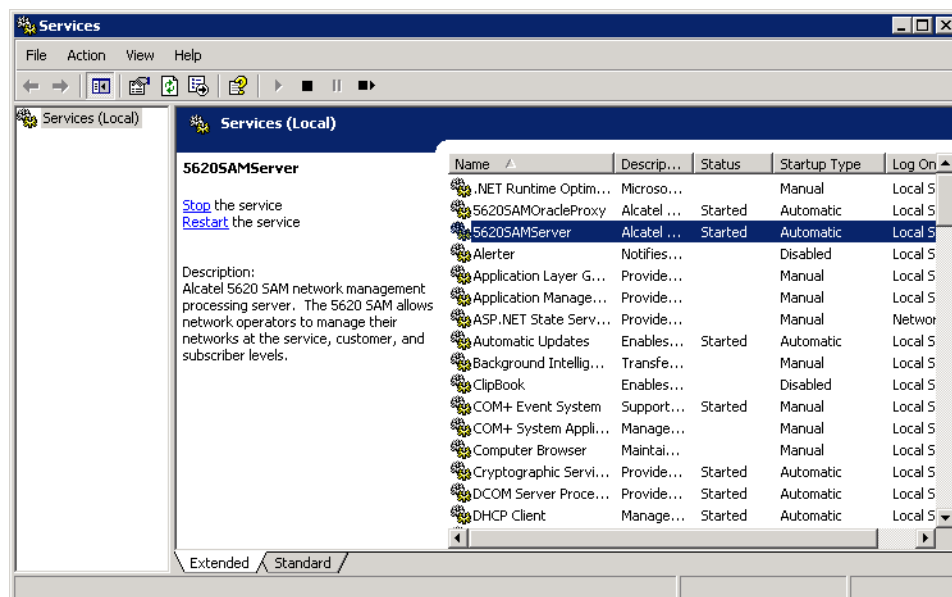 Services
File Action View Help
Services (Local)
Services (Local)
5620SAMServer
Stop the service
Restart the service
Description:
Alcatel 5620 SAM network management
processing server. The 5620 SAM allows
network operators to manage their
networks at the service, customer, and
subscriber levels.
Name Descrip... Status Startup Type Log On
.NET Runtime Optim... Microso... Manual Local S
5620SAMOracleProxy Alcatel ... Started Automatic Local S
5620SAMServer Alcatel ... Started Automatic Local S
Alerter Notifies... Disabled Local S
Application Layer G... Provide... Manual Local S
Application Manage... Provide... Manual Local S
ASP.NET State Serv... Provide... Manual Networ
Automatic Updates Enables... Started Automatic Local S
Background Intellig... Transfe... Manual Local S
ClipBook Enables... Disabled Local S
COM+ Event System Support... Started Manual Local S
COM+ System Appli... Manage... Manual Local S
Computer Browser Maintai... Manual Local S
Cryptographic Servi... Provide... Started Automatic Local S
DCOM Server Proce... Provide... Started Automatic Local S
DHCP Client Manage... Started Automatic Local S
Extended Standard